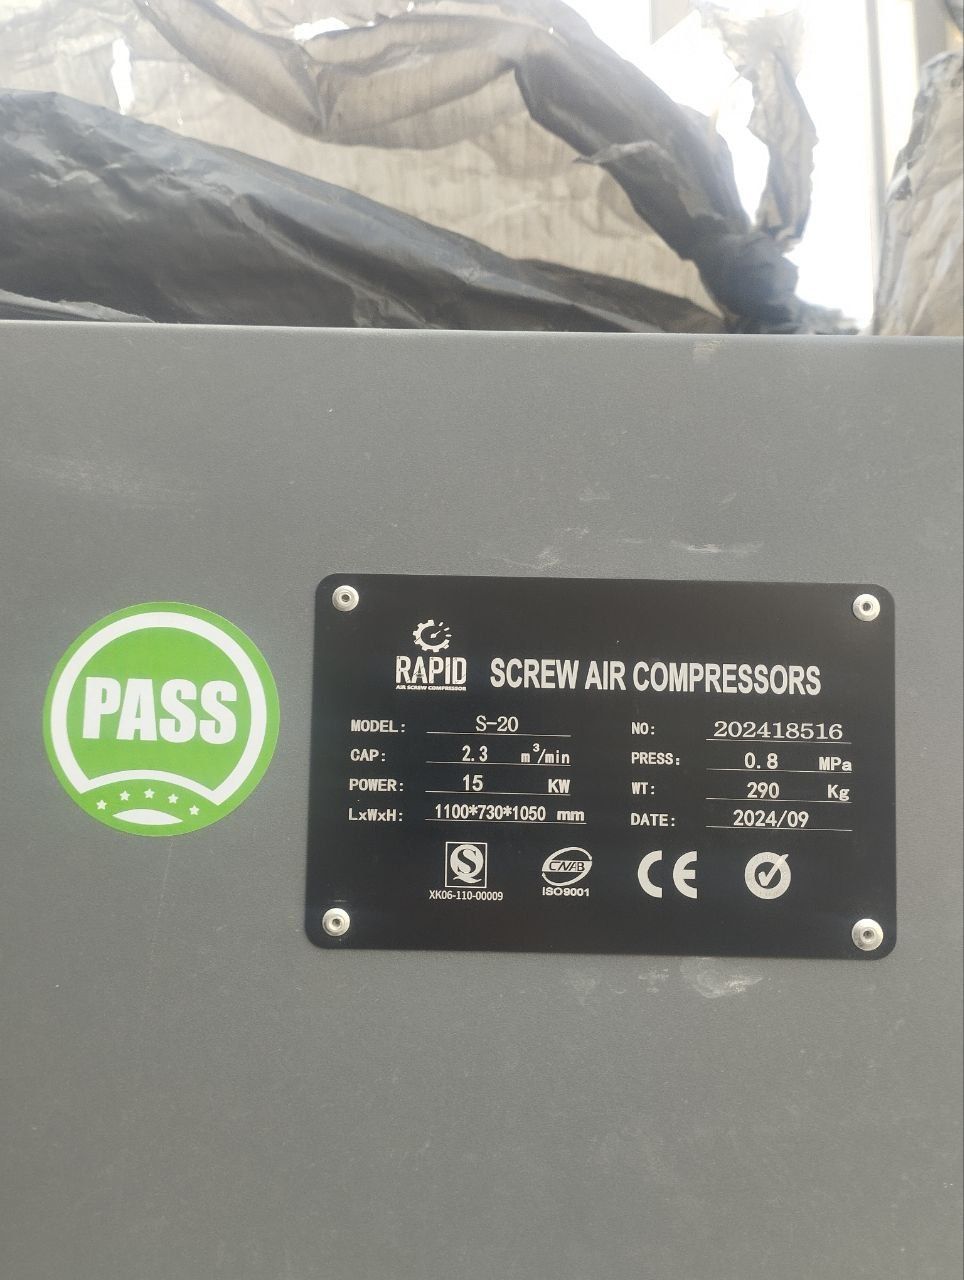 PASS
RAPID
AIR SCREW COMPRESSOR
SCREW AIR COMPRESSORS
MODEL: S-20
NO: 202418516
CAP: 2.3 m³/min
PRESS: 0.8 MPa
POWER: 15 KW
WT: 290 Kg
LxWxH: 1100*730*1050 mm
DATE: 2024/09
S
XK06-110-00009
CNAB
ISO9001
CE